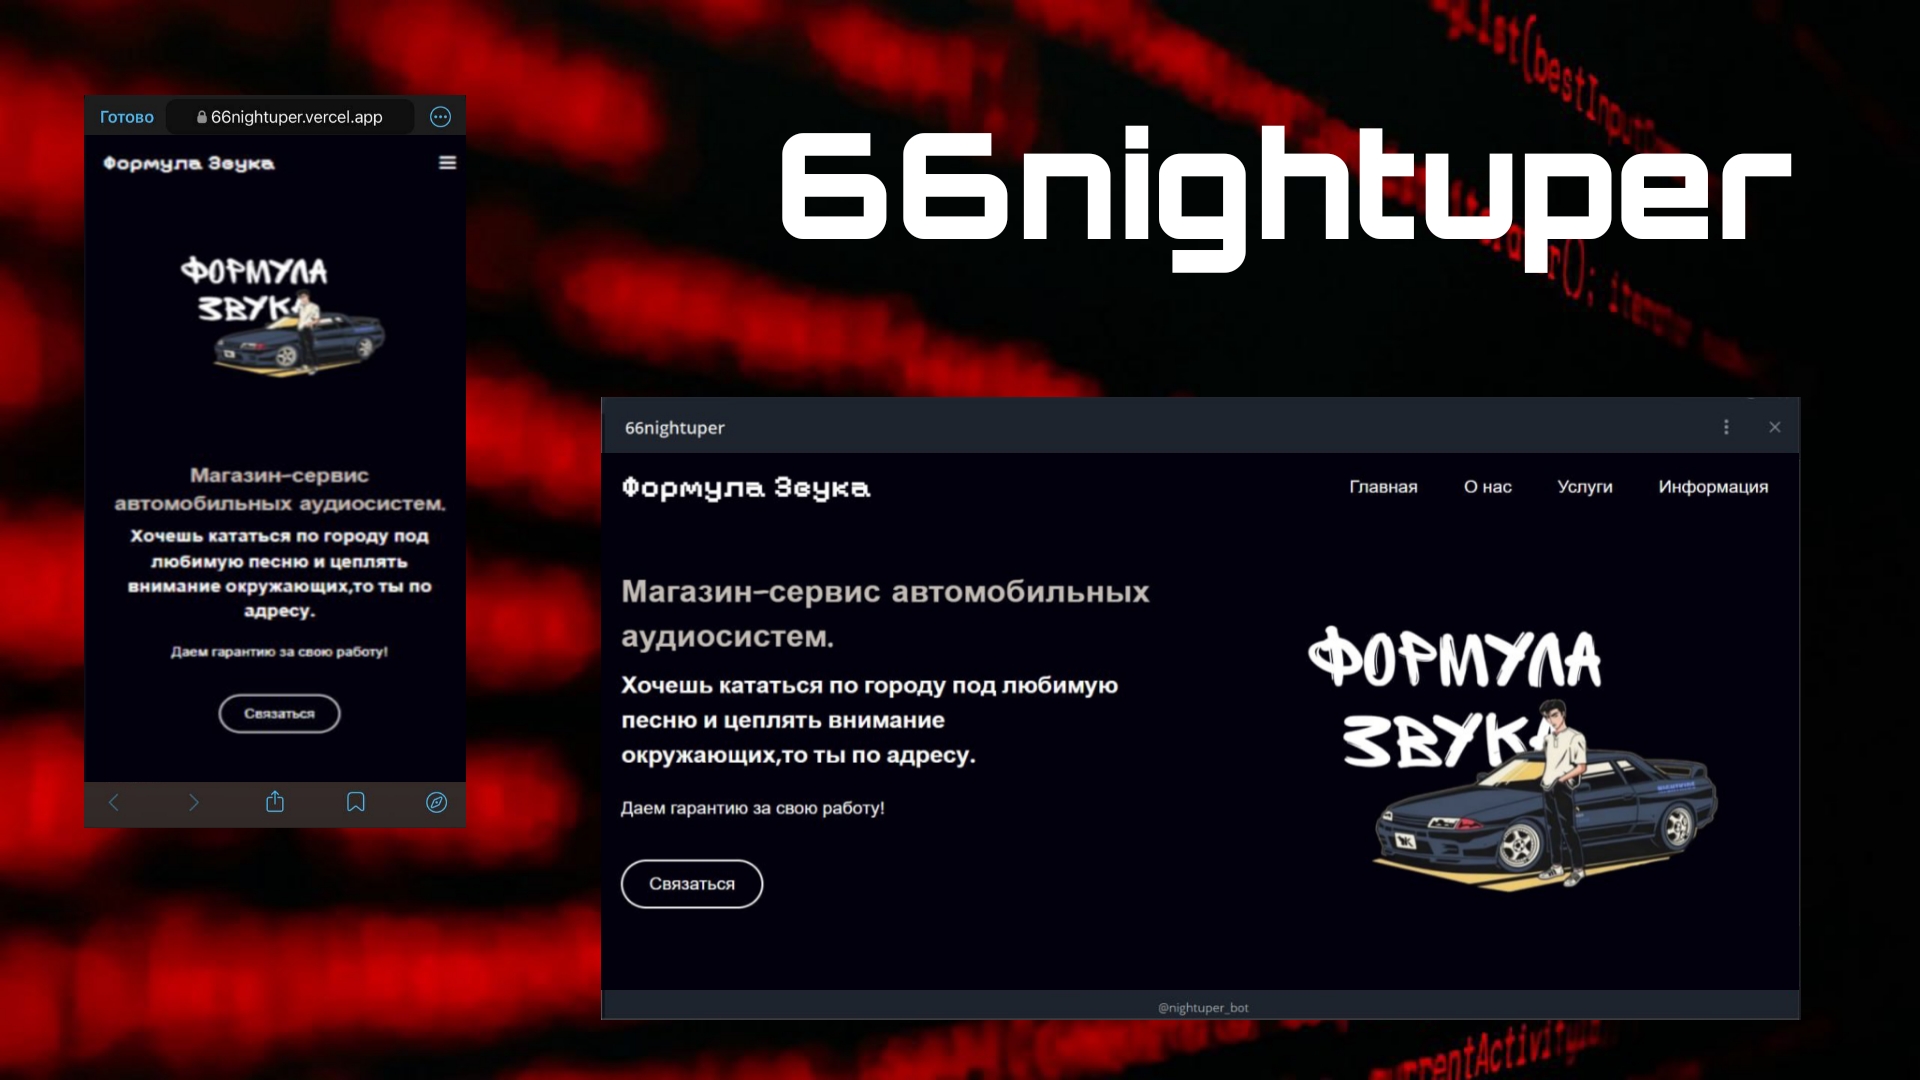 66nightuper
Готово
66nightuper.vercel.app
Формула Звука
ФОРМУЛА
ЗВУКА
Магазин-сервис
автомобильных аудиосистем.
Хочешь кататься по городу под
любимую песню и цеплять
внимание окружающих,то ты по
адресу.
Даем гарантию за свою работу!
Связаться
66nightuper
Формула Звука
Главная
О нас
Услуги
Информация
Магазин-сервис автомобильных
аудиосистем.
Хочешь кататься по городу под любимую
песню и цеплять внимание
окружающих,то ты по адресу.
Даем гарантию за свою работу!
Связаться
ФОРМУЛА
ЗВУКА
@nightuper_bot